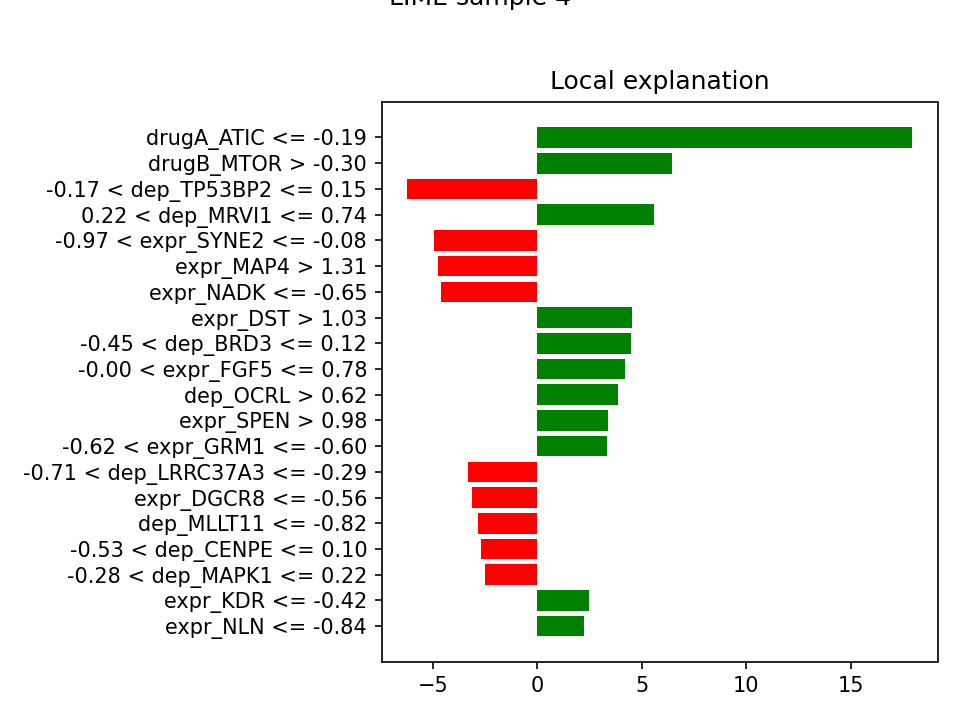 LIME sample 4
Local explanation
drugA_ATIC <= -0.19
drugB_MTOR > -0.30
-0.17 < dep_TP53BP2 <= 0.15
0.22 < dep_MRVI1 <= 0.74
-0.97 < expr_SYNE2 <= -0.08
expr_MAP4 > 1.31
expr_NADK <= -0.65
expr_DST > 1.03
-0.45 < dep_BRD3 <= 0.12
-0.00 < expr_FGF5 <= 0.78
dep_OCRL > 0.62
expr_SPEN > 0.98
-0.62 < expr_GRM1 <= -0.60
-0.71 < dep_LRRC37A3 <= -0.29
expr_DGCR8 <= -0.56
dep_MLLT11 <= -0.82
-0.53 < dep_CENPE <= 0.10
-0.28 < dep_MAPK1 <= 0.22
expr_KDR <= -0.42
expr_NLN <= -0.84
−5 0 5 10 15